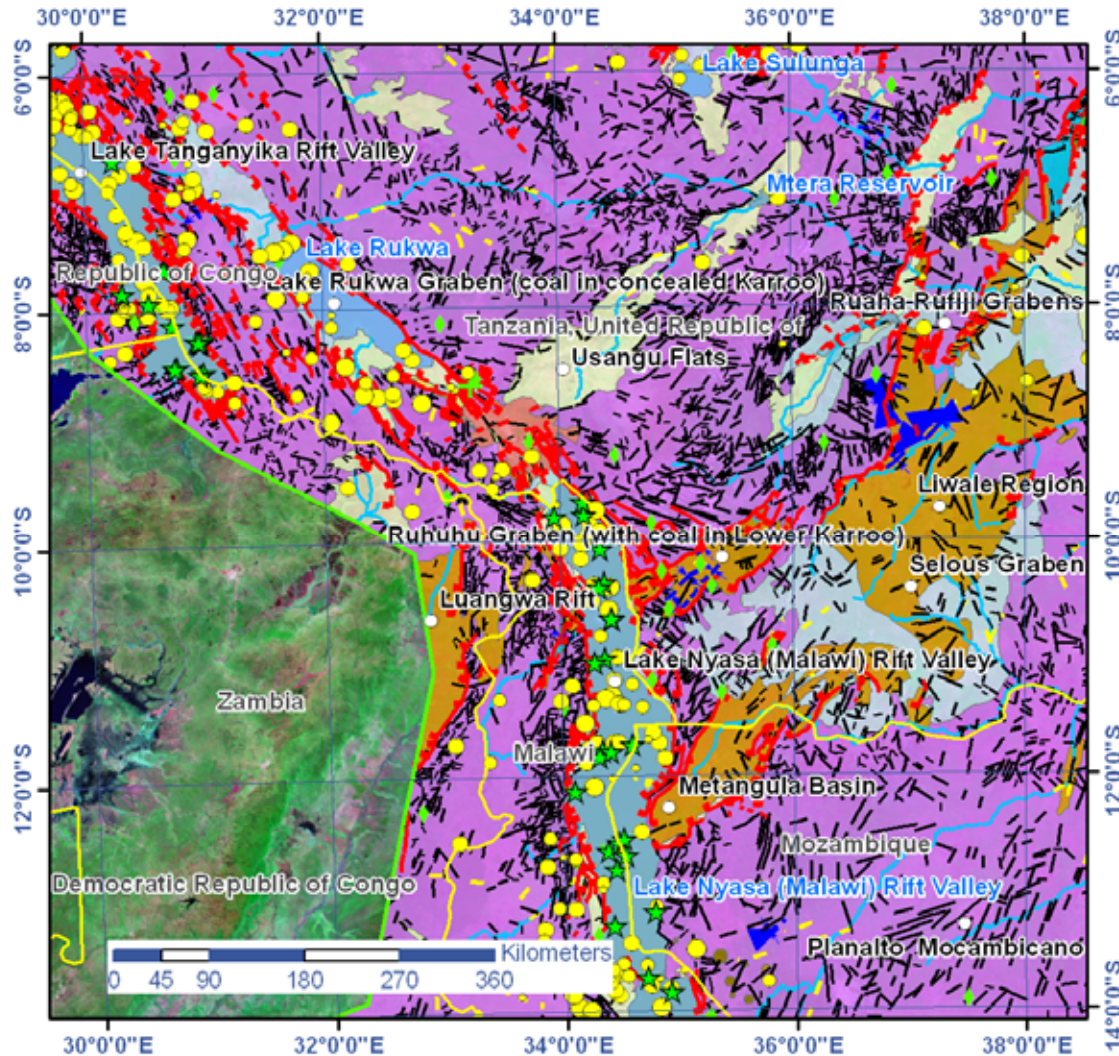 30°0'0"E 32°0'0"E 34°0'0"E 36°0'0"E 38°0'0"E
6°0'0"S 6°0'0"S
Lake Sulunga
Lake Tanganyika Rift Valley
Mtera Reservoir
Lake Rukwa
Republic of Congo
Lake Rukwa Graben (coal in concealed Karroo)
Ruaha-Rufiji Grabens
8°0'0"S 8°0'0"S
Tanzania, United Republic of
Usangu Flats
Liwale Region
10°0'0"S 10°0'0"S
Ruhuhu Graben (with coal in Lower Karroo)
Selous Graben
Luangwa Rift
Lake Nyasa (Malawi) Rift Valley
Zambia
Malawi
12°0'0"S 12°0'0"S
Metangula Basin
Mozambique
Democratic Republic of Congo
Lake Nyasa (Malawi) Rift Valley
Planalto Mocambicano
Kilometers
0 45 90 180 270 360
14°0'0"S
30°0'0"E 32°0'0"E 34°0'0"E 36°0'0"E 38°0'0"E